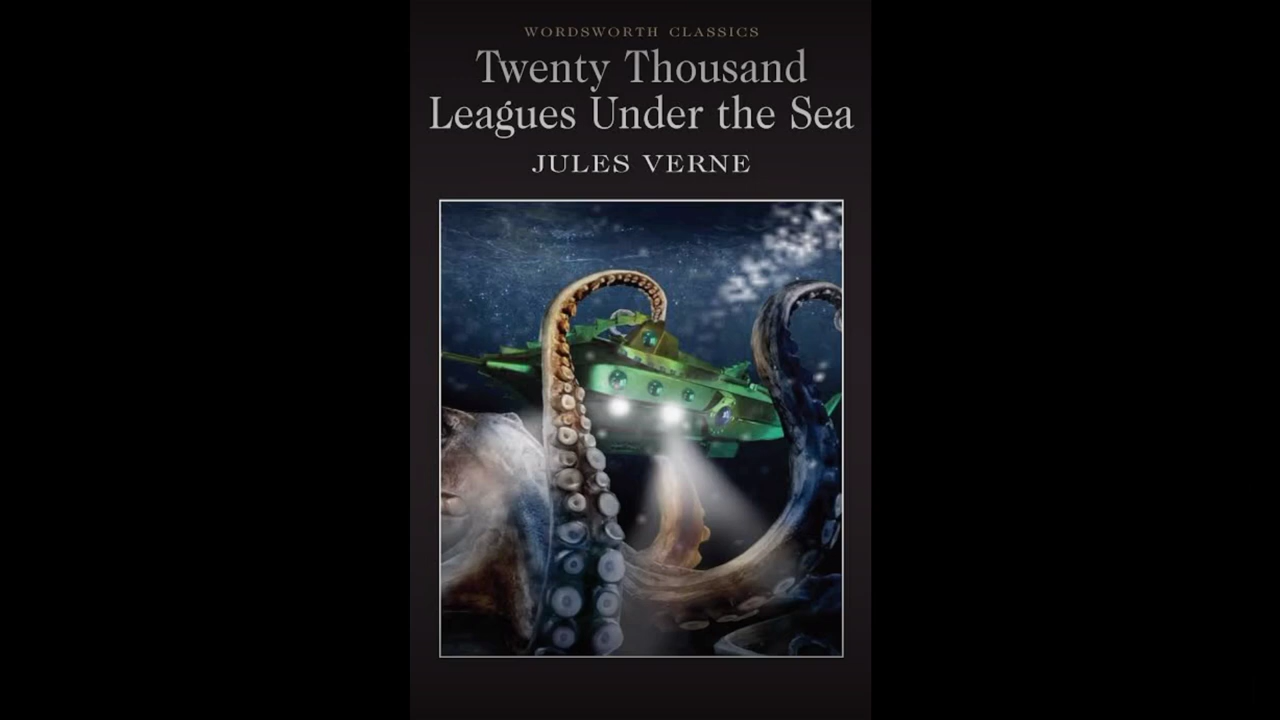 WORDSWORTH CLASSICS
Twenty Thousand
Leagues Under the Sea
JULES VERNE